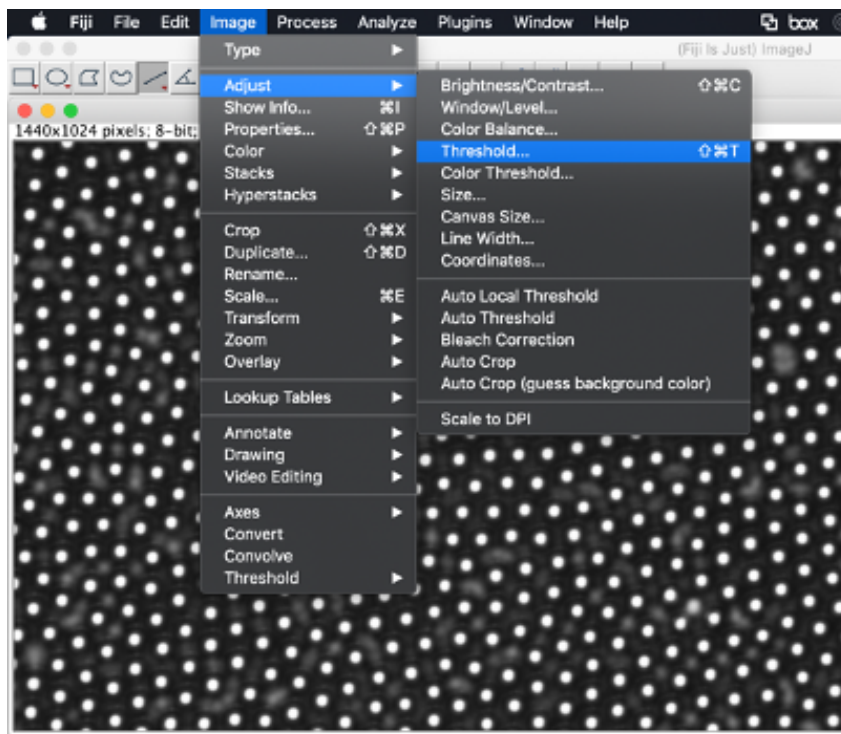 Fiji File Edit Image Process Analyze Plugins Window Help box
(Fiji Is Just) ImageJ
1440x1024 pixels; 8-bit;
Type
Adjust
Show Info... ⌘I
Properties... ⇧⌘P
Color
Stacks
Hyperstacks
Crop ⇧⌘X
Duplicate... ⇧⌘D
Rename...
Scale... ⌘E
Transform
Zoom
Overlay
Lookup Tables
Annotate
Drawing
Video Editing
Axes
Convert
Convolve
Threshold
Brightness/Contrast... ⇧⌘C
Window/Level...
Color Balance...
Threshold... ⇧⌘T
Color Threshold...
Size...
Canvas Size...
Line Width...
Coordinates...
Auto Local Threshold
Auto Threshold
Bleach Correction
Auto Crop
Auto Crop (guess background color)
Scale to DPI